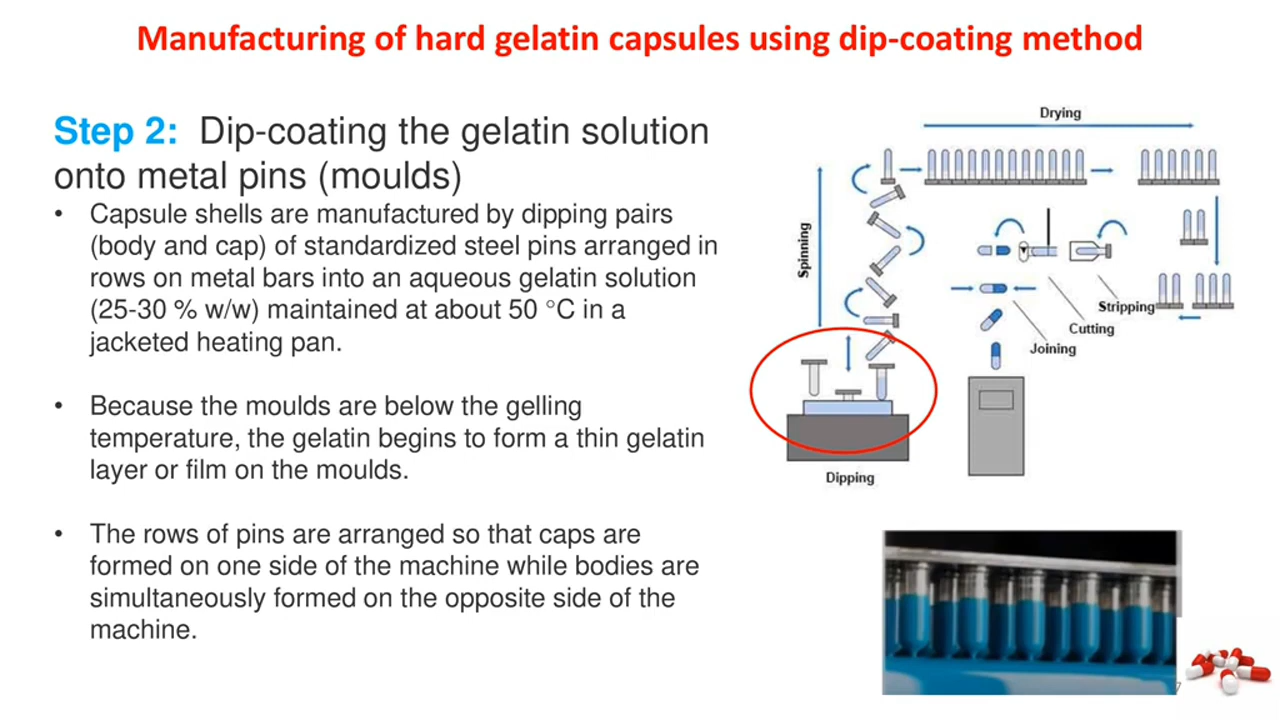 Manufacturing of hard gelatin capsules using dip-coating method
Step 2: Dip-coating the gelatin solution
onto metal pins (moulds)
• Capsule shells are manufactured by dipping pairs
(body and cap) of standardized steel pins arranged in
rows on metal bars into an aqueous gelatin solution
(25-30 % w/w) maintained at about 50 °C in a
jacketed heating pan.
• Because the moulds are below the gelling
temperature, the gelatin begins to form a thin gelatin
layer or film on the moulds.
• The rows of pins are arranged so that caps are
formed on one side of the machine while bodies are
simultaneously formed on the opposite side of the
machine.
Drying
Spinning
Stripping
Cutting
Joining
Dipping
7